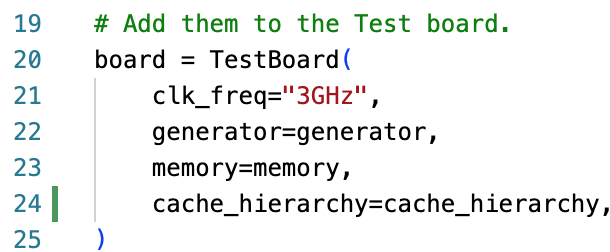 19 # Add them to the Test board.
20 board = TestBoard(
21     clk_freq="3GHz",
22     generator=generator,
23     memory=memory,
24     cache_hierarchy=cache_hierarchy,
25 )